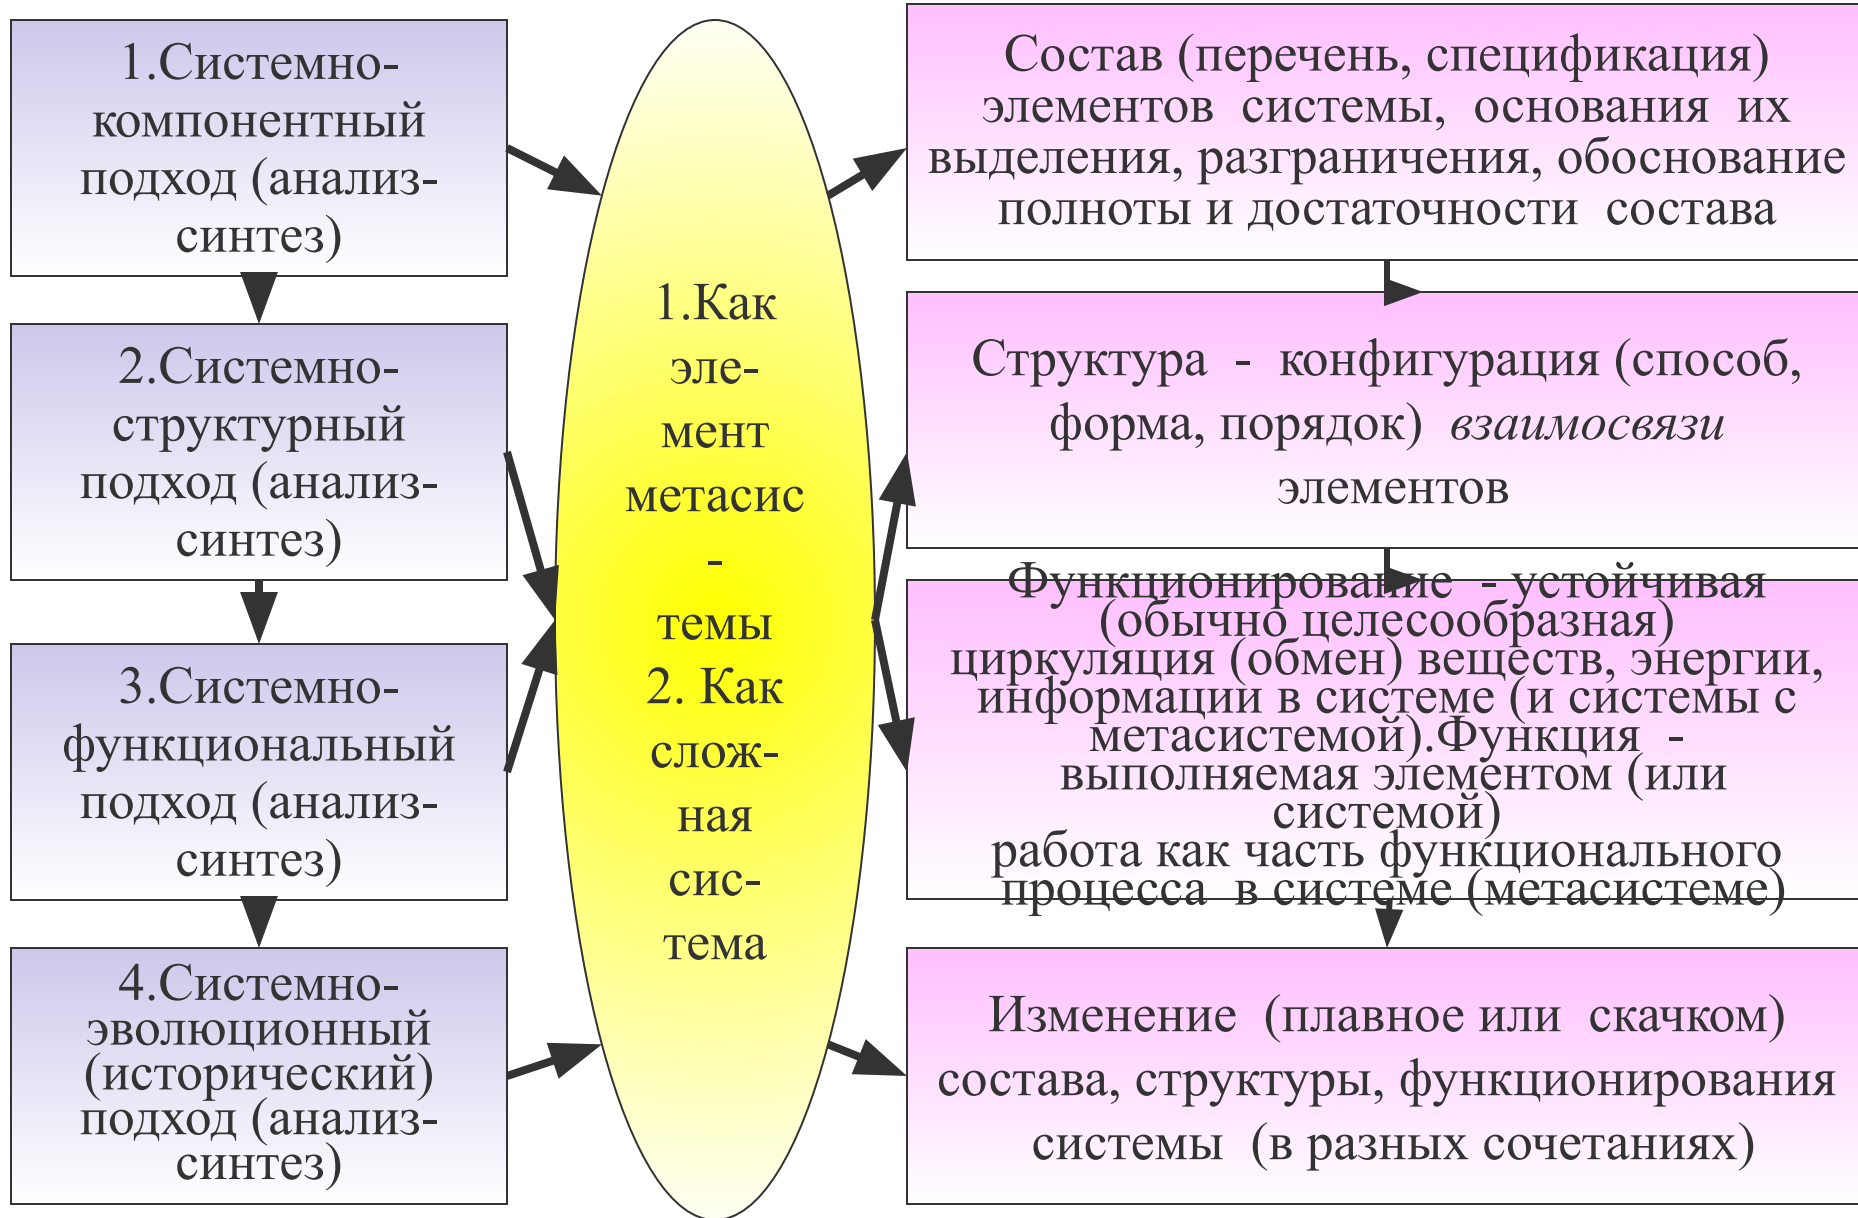 1.Системно-
компонентный
подход (анализ-
синтез)
2.Системно-
структурный
подход (анализ-
синтез)
3.Системно-
функциональный
подход (анализ-
синтез)
4.Системно-
эволюционный
(исторический)
подход (анализ-
синтез)
1.Как
эле-
мент
метасис
-
темы
2. Как
слож-
ная
сис-
тема
Состав (перечень, спецификация)
элементов системы, основания их
выделения, разграничения, обоснование
полноты и достаточности состава
Структура - конфигурация (способ,
форма, порядок) взаимосвязи
элементов
Функционирование - устойчивая
(обычно целесообразная)
циркуляция (обмен) веществ, энергии,
информации в системе (и системы с
метасистемой).Функция -
выполняемая элементом (или
системой)
работа как часть функционального
процесса в системе (метасистеме)
Изменение (плавное или скачком)
состава, структуры, функционирования
системы (в разных сочетаниях)